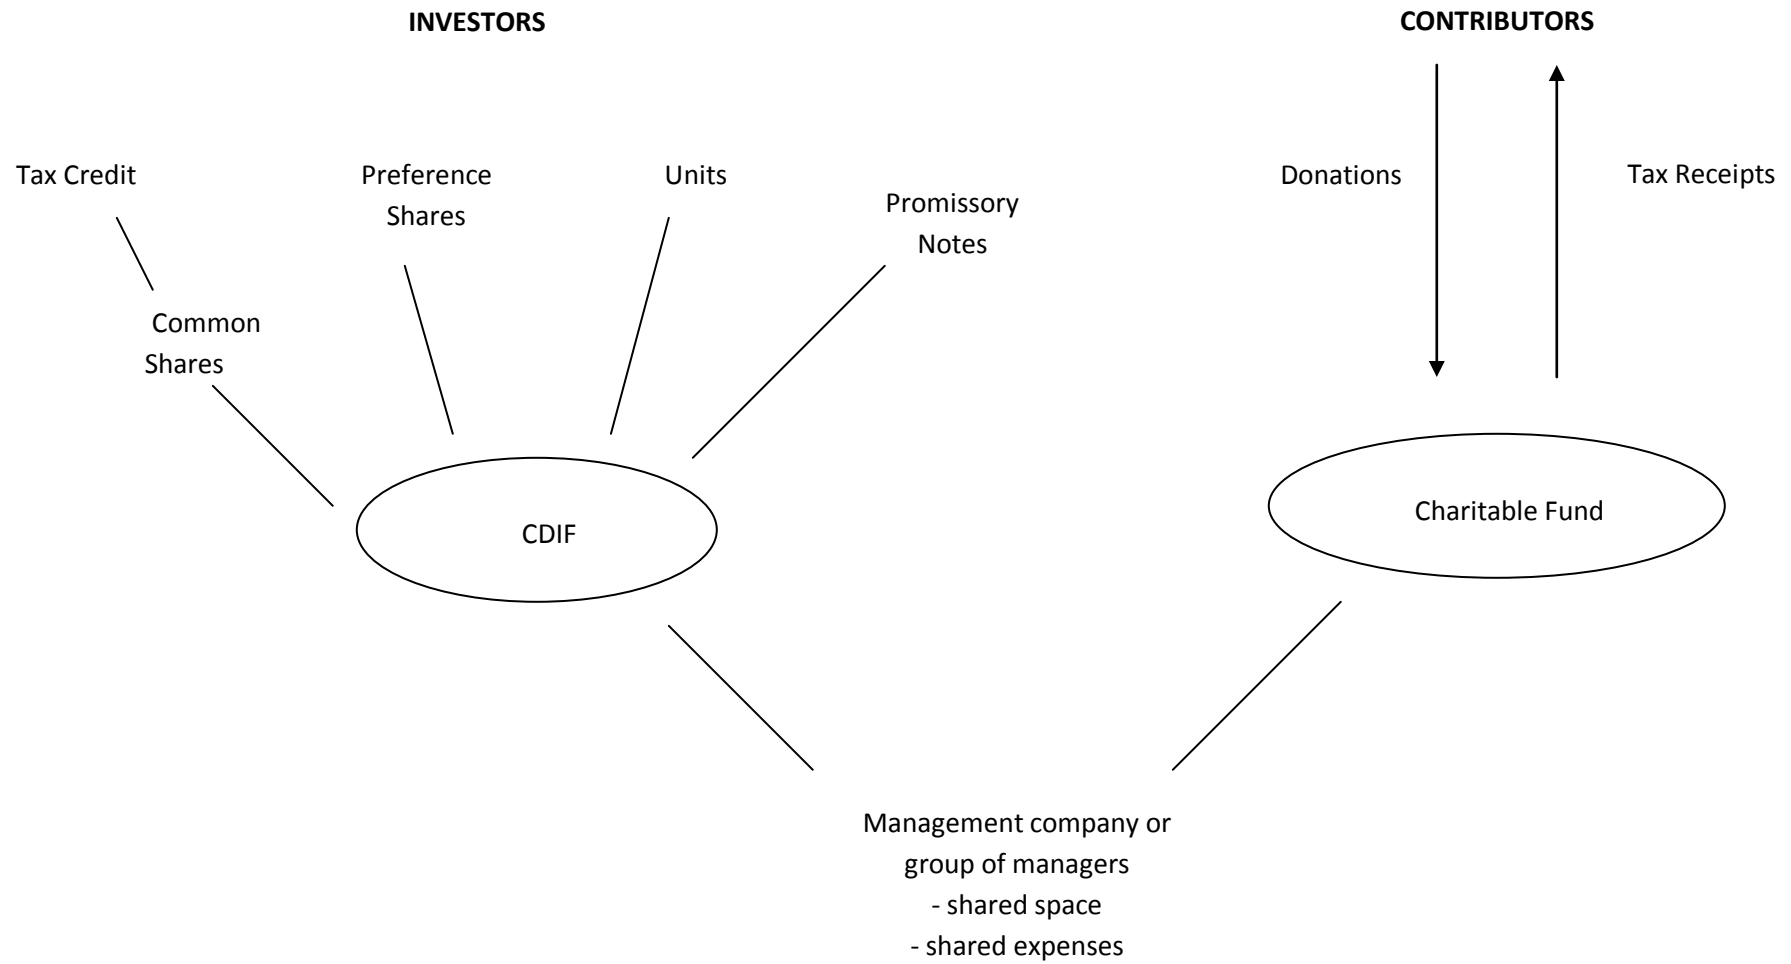 INVESTORS
CONTRIBUTORS
Tax Credit
Preference
Shares
Units
Promissory
Notes
Donations
Tax Receipts
Common
Shares
CDIF
Charitable Fund
Management company or
group of managers
- shared space
- shared expenses